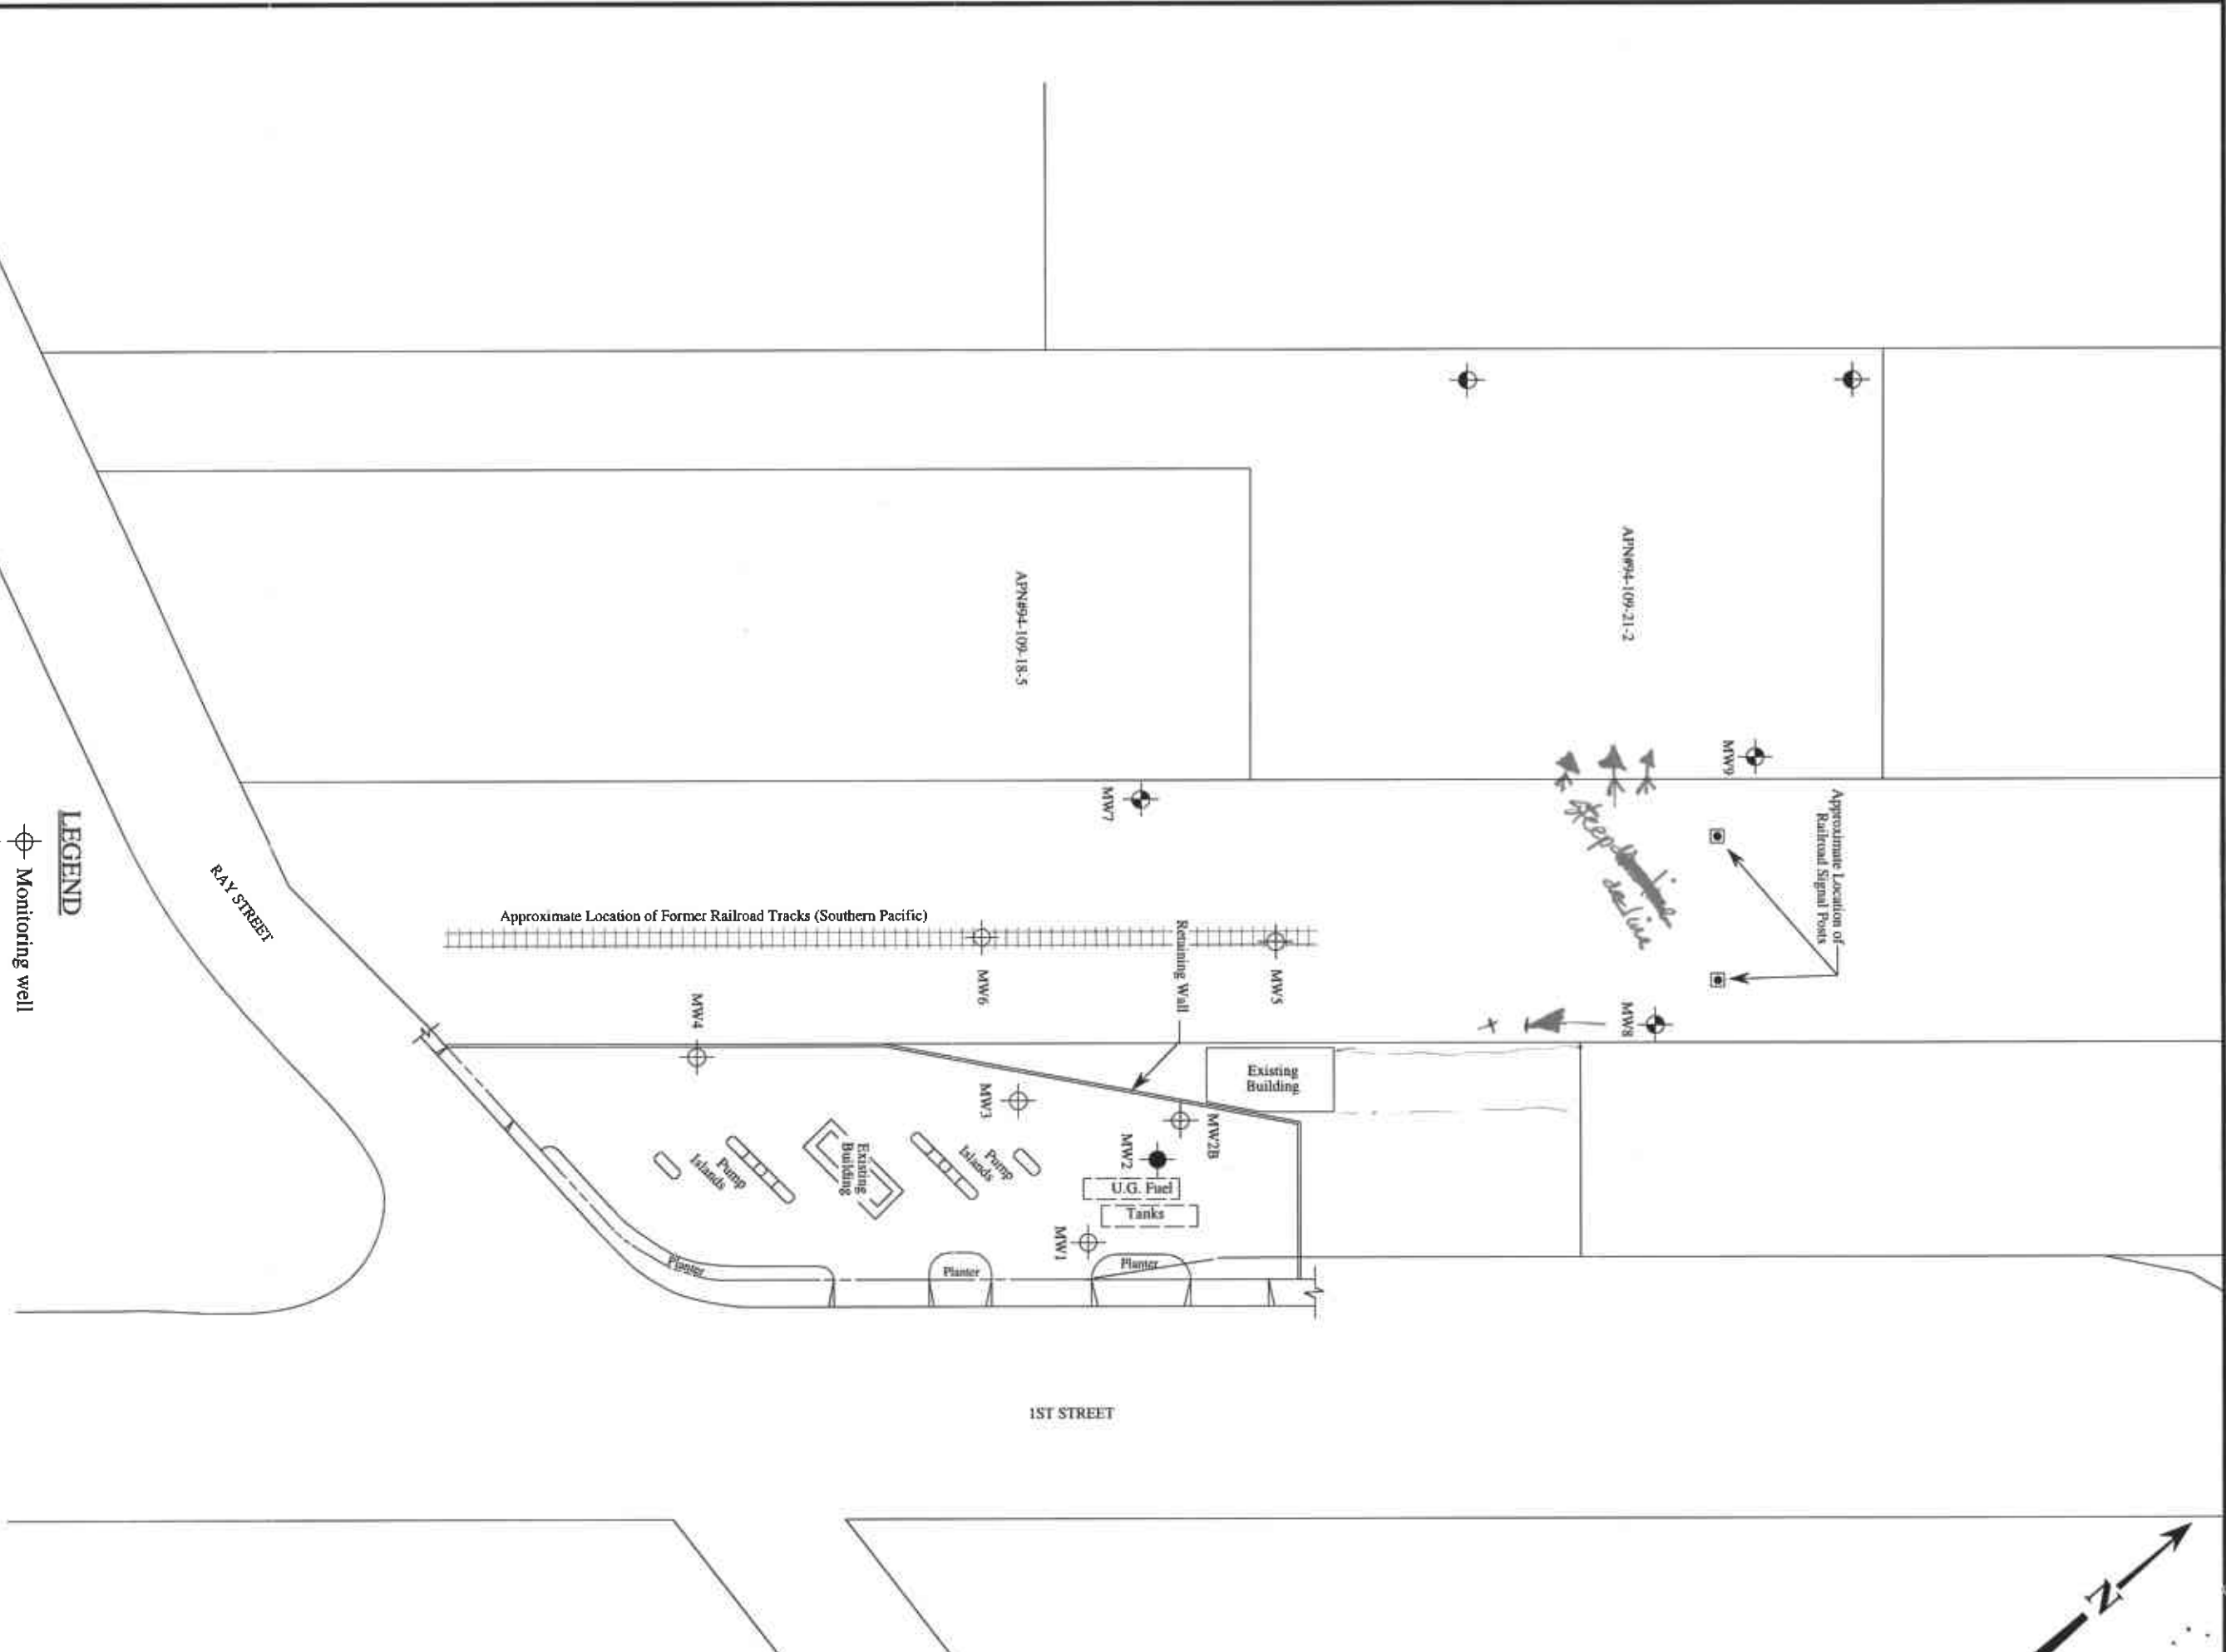 APN#94-109-21-2
APN#94-109-18-5
MW9
MW7
Approximate Location of
Railroad Signal Posts
steep
decline
LEGEND
Monitoring well
RAY STREET
Approximate Location of Former Railroad Tracks (Southern Pacific)
Retaining Wall
MW6
MW5
MW8
MW4
Existing
Building
MW3
MW2B
MW2
Pump
Islands
Existing
Building
Pump
Islands
U.G. Fuel
Tanks
MW1
Planter
Planter
Planter
1ST STREET
N